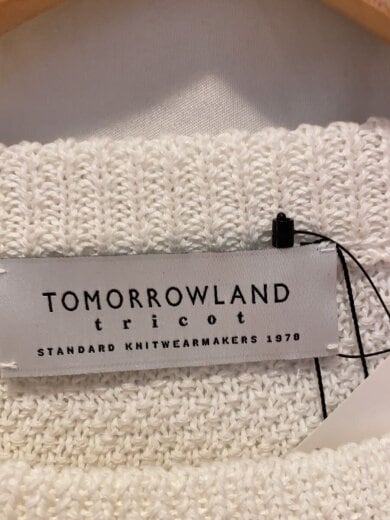 TOMORROWLAND
tricot
STANDARD KNITWEARMAKERS 1978